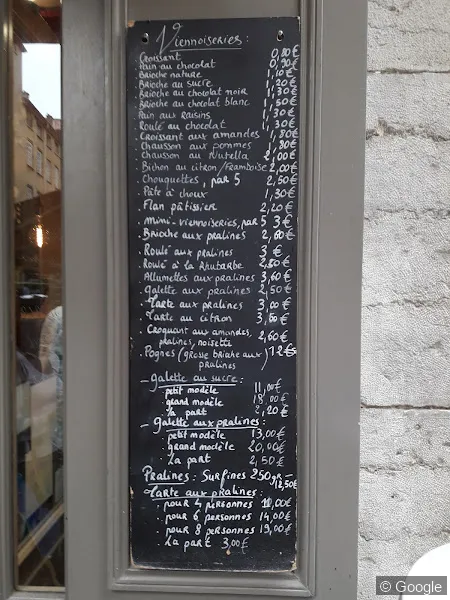 Viennoiseries :
. Croissant 0,80€
. Pain au chocolat 0,90€
. Brioche nature 1,10€
. Brioche au sucre 1,20€
. Brioche au chocolat noir 1,30€
. Brioche au chocolat blanc 1,50€
. Pain aux raisins 1,30€
. Roulé au chocolat 1,30€
. Croissant aux amandes 1,80€
. Chausson aux pommes 1,80€
. Chausson au Nutella 2,00€
. Bichon au citron/Framboise 2,00€
. Chouquettes, par 5 2,50€
. Pâte à choux 1,30€
. Flan pâtissier 2,20€
. mini-viennoiseries, par 5 3€
. Brioche aux pralines 2,60€
. Roulé aux pralines 3€
. Roulé à la Rhubarbe 2,80€
. Allumettes aux pralines 3,60€
. galette aux pralines 2,50€
. Tarte aux pralines 3,00€
. Tarte au citron 3,60€
. Croquant aux amandes,
pralines, noisette 2,60€
. Pognes (grosse brioche aux
pralines) 12€50
- galette au sucre :
. petit modèle 11,00€
. grand modèle 18,00€
. la part 2,20€
- galette aux pralines :
. petit modèle 13,00€
. grand modèle 20,00€
. la part 2,50€
Pralines : Surfines 250gr
12,50€
- Tarte aux pralines :
. pour 4 personnes 11,00€
. pour 6 personnes 14,00€
. pour 8 personnes 19,00€
. la part 3,00€
© Google